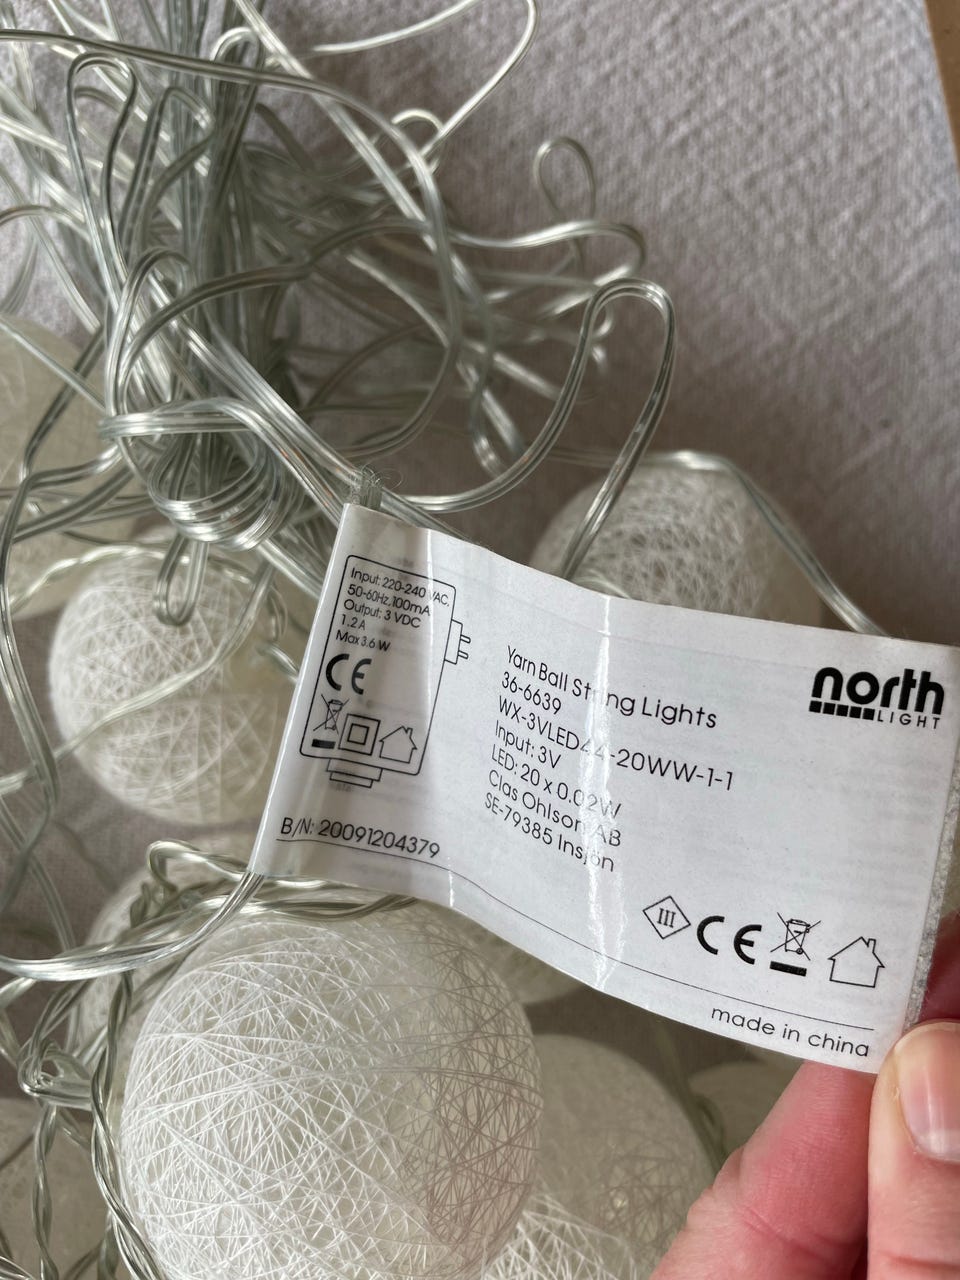 Input: 220-240 VAC,
50-60Hz,100mA
Output: 3 VDC
1.2A
Max 3.6 W
CE
B/N: 20091204379
Yarn Ball String Lights
36-6639
WX-3VLED44-20WW-1-1
Input: 3V
LED: 20 x 0.02W
Clas Ohlson AB
SE-79385 Insjön
north
LIGHT
III
CE
made in china